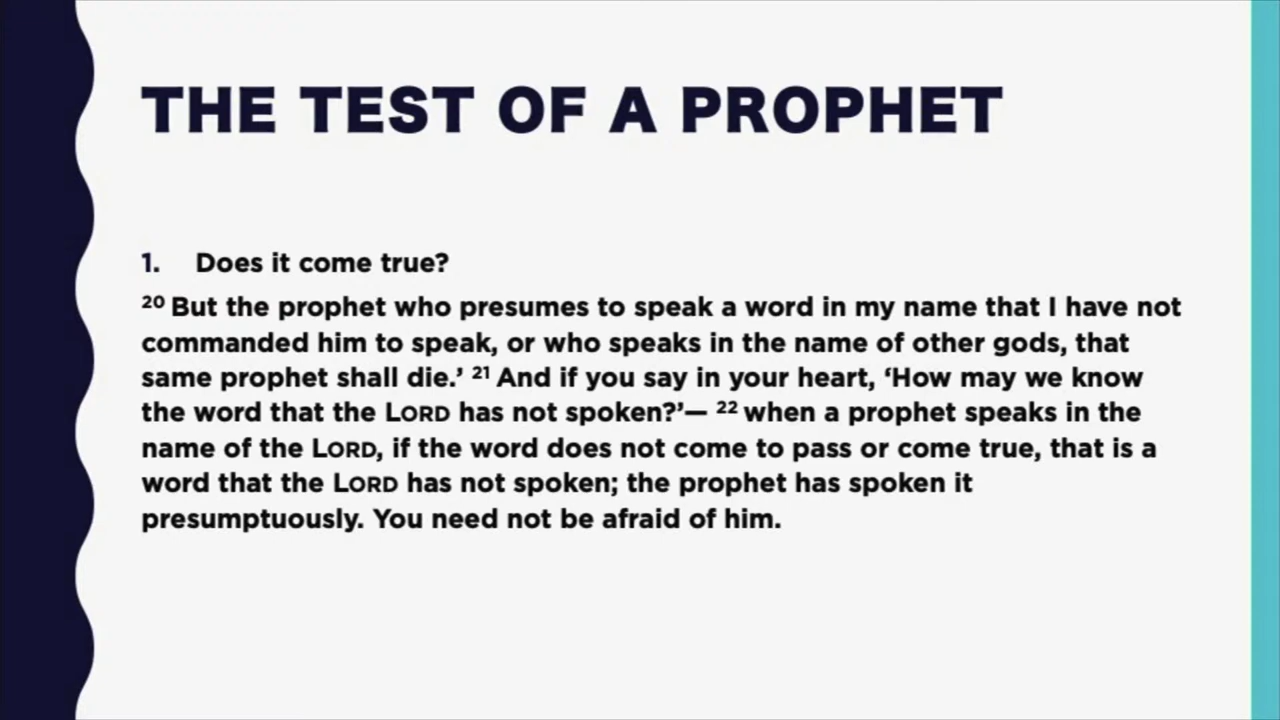 THE TEST OF A PROPHET
1. Does it come true?
20 But the prophet who presumes to speak a word in my name that I have not
commanded him to speak, or who speaks in the name of other gods, that
same prophet shall die.’ 21 And if you say in your heart, ‘How may we know
the word that the LORD has not spoken?’— 22 when a prophet speaks in the
name of the LORD, if the word does not come to pass or come true, that is a
word that the LORD has not spoken; the prophet has spoken it
presumptuously. You need not be afraid of him.